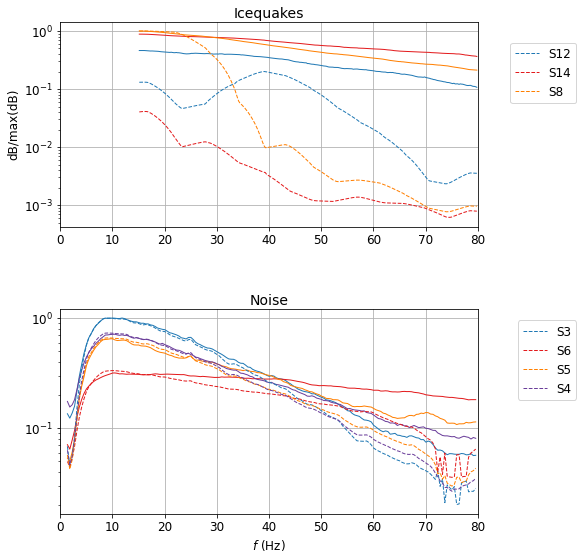 Icequakes
dB/max(dB)
10⁰
10⁻¹
10⁻²
10⁻³
0 10 20 30 40 50 60 70 80
S12
S14
S8
Noise
10⁰
10⁻¹
0 10 20 30 40 50 60 70 80
f (Hz)
S3
S6
S5
S4